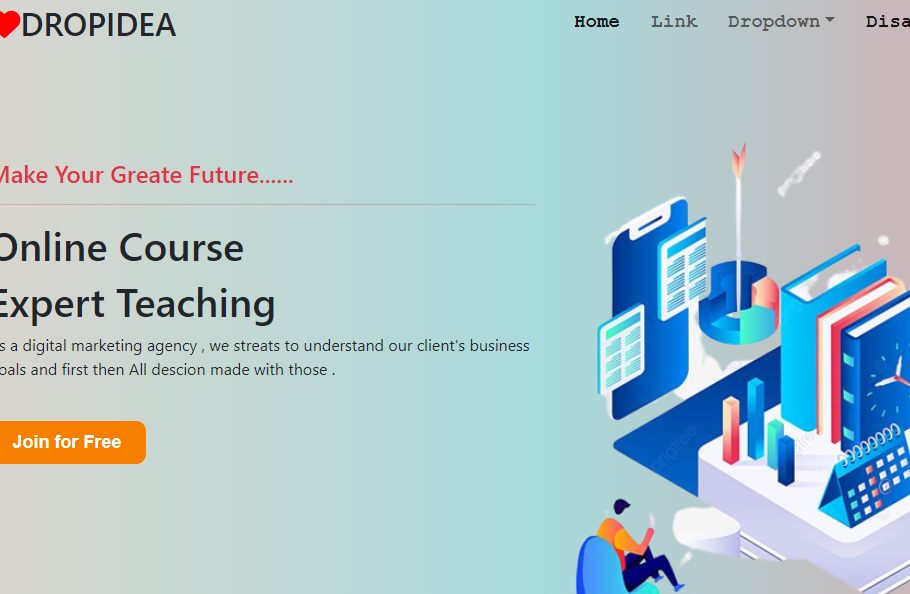 DROPIDEA
Home Link Dropdown Disa
Make Your Greate Future......
Online Course
Expert Teaching
s a digital marketing agency , we streats to understand our client's business
oals and first then All descion made with those .
Join for Free
pngtree